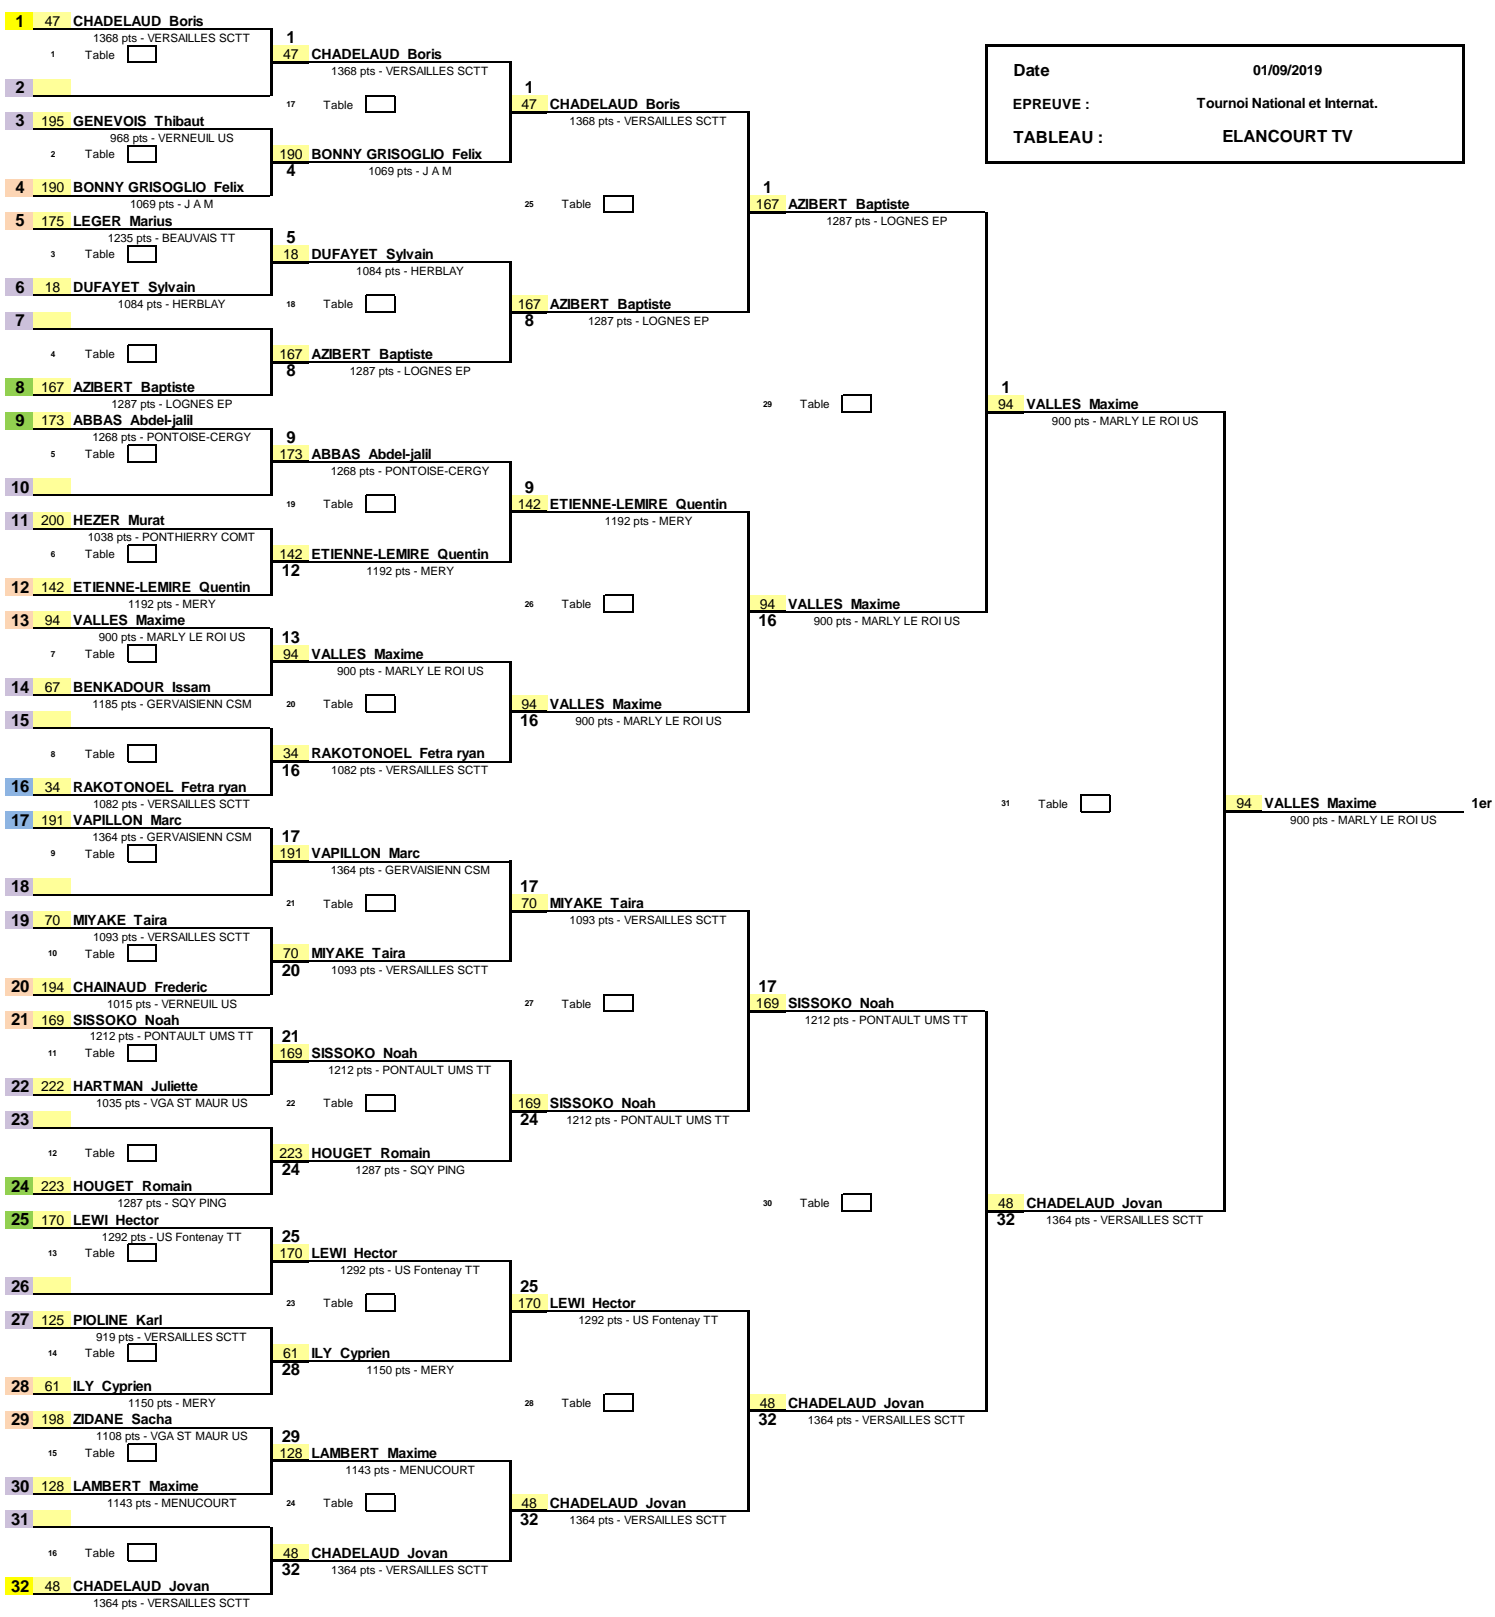 1 47 CHADELAUD Boris
1368 pts - VERSAILLES SCTT
1 Table
2
3 195 GENEVOIS Thibaut
968 pts - VERNEUIL US
2 Table
4 190 BONNY GRISOGLIO Felix
1069 pts - J A M
5 175 LEGER Marius
1235 pts - BEAUVAIS TT
3 Table
6 18 DUFAYET Sylvain
1084 pts - HERBLAY
7
4 Table
8 167 AZIBERT Baptiste
1287 pts - LOGNES EP
9 173 ABBAS Abdel-jalil
1268 pts - PONTOISE-CERGY
5 Table
10
11 200 HEZER Murat
1038 pts - PONTHIERRY COMT
6 Table
12 142 ETIENNE-LEMIRE Quentin
1192 pts - MERY
13 94 VALLES Maxime
900 pts - MARLY LE ROI US
7 Table
14 67 BENKADOUR Issam
1185 pts - GERVAISIENN CSM
15
8 Table
16 34 RAKOTONOEL Fetra ryan
1082 pts - VERSAILLES SCTT
17 191 VAPILLON Marc
1364 pts - GERVAISIENN CSM
9 Table
18
19 70 MIYAKE Taira
1093 pts - VERSAILLES SCTT
10 Table
20 194 CHAINAUD Frederic
1015 pts - VERNEUIL US
21 169 SISSOKO Noah
1212 pts - PONTAULT UMS TT
11 Table
22 222 HARTMAN Juliette
1035 pts - VGA ST MAUR US
23
12 Table
24 223 HOUGET Romain
1287 pts - SQY PING
25 170 LEWI Hector
1292 pts - US Fontenay TT
13 Table
26
27 125 PIOLINE Karl
919 pts - VERSAILLES SCTT
14 Table
28 61 ILY Cyprien
1150 pts - MERY
29 198 ZIDANE Sacha
1108 pts - VGA ST MAUR US
15 Table
30 128 LAMBERT Maxime
1143 pts - MENUCOURT
31
16 Table
32 48 CHADELAUD Jovan
1364 pts - VERSAILLES SCTT
1
47 CHADELAUD Boris
1368 pts - VERSAILLES SCTT
17 Table
190 BONNY GRISOGLIO Felix
4 1069 pts - J A M
5
18 DUFAYET Sylvain
1084 pts - HERBLAY
18 Table
167 AZIBERT Baptiste
8 1287 pts - LOGNES EP
9
173 ABBAS Abdel-jalil
1268 pts - PONTOISE-CERGY
19 Table
142 ETIENNE-LEMIRE Quentin
12 1192 pts - MERY
13
94 VALLES Maxime
900 pts - MARLY LE ROI US
20 Table
34 RAKOTONOEL Fetra ryan
16 1082 pts - VERSAILLES SCTT
17
191 VAPILLON Marc
1364 pts - GERVAISIENN CSM
21 Table
70 MIYAKE Taira
20 1093 pts - VERSAILLES SCTT
21
169 SISSOKO Noah
1212 pts - PONTAULT UMS TT
22 Table
223 HOUGET Romain
24 1287 pts - SQY PING
25
170 LEWI Hector
1292 pts - US Fontenay TT
23 Table
61 ILY Cyprien
28 1150 pts - MERY
29
128 LAMBERT Maxime
1143 pts - MENUCOURT
24 Table
48 CHADELAUD Jovan
32 1364 pts - VERSAILLES SCTT
1
47 CHADELAUD Boris
1368 pts - VERSAILLES SCTT
25 Table
167 AZIBERT Baptiste
8 1287 pts - LOGNES EP
9
142 ETIENNE-LEMIRE Quentin
1192 pts - MERY
26 Table
94 VALLES Maxime
16 900 pts - MARLY LE ROI US
17
70 MIYAKE Taira
1093 pts - VERSAILLES SCTT
27 Table
169 SISSOKO Noah
24 1212 pts - PONTAULT UMS TT
25
170 LEWI Hector
1292 pts - US Fontenay TT
28 Table
48 CHADELAUD Jovan
32 1364 pts - VERSAILLES SCTT
1
167 AZIBERT Baptiste
1287 pts - LOGNES EP
29 Table
94 VALLES Maxime
16 900 pts - MARLY LE ROI US
17
169 SISSOKO Noah
1212 pts - PONTAULT UMS TT
30 Table
48 CHADELAUD Jovan
32 1364 pts - VERSAILLES SCTT
Date 01/09/2019
EPREUVE : Tournoi National et Internat.
TABLEAU : ELANCOURT TV
1
94 VALLES Maxime
900 pts - MARLY LE ROI US
31 Table
48 CHADELAUD Jovan
32 1364 pts - VERSAILLES SCTT
94 VALLES Maxime 1er
900 pts - MARLY LE ROI US